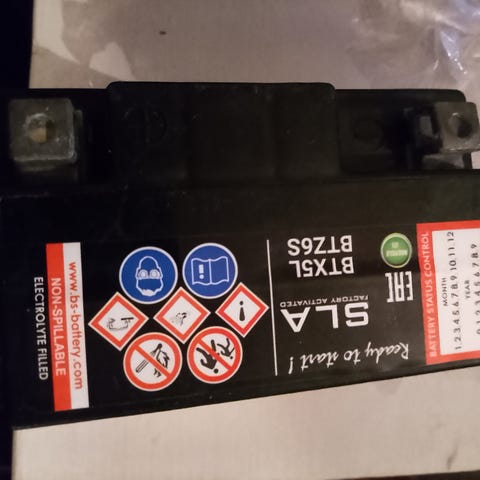 BATTERY STATUS CONTROL
MONTH
1 2 3 4 5 6 7 8 9 10 11 12
YEAR
0 1 2 3 4 5 6 7 8 9
EAC
Ready to start!
SLA
FACTORY ACTIVATED
BTX5L
BTZ6S
www.bs-battery.com
NON-SPILLABLE
ELECTROLYTE FILLED